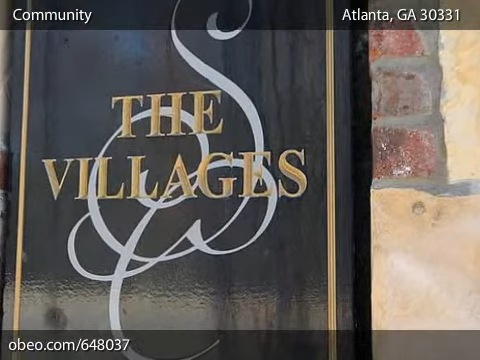 Community
Atlanta, GA 30331
THE
VILLAGES
obeo.com/648037